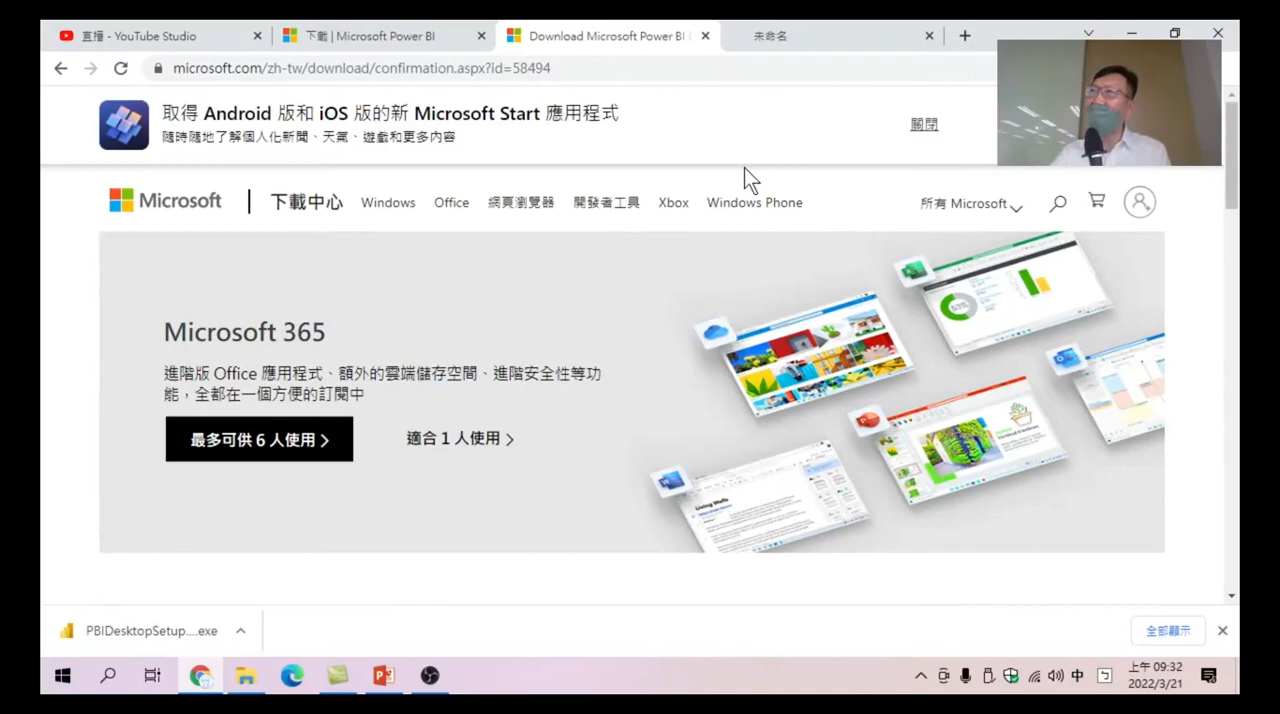 直播 - YouTube Studio
下載 | Microsoft Power BI
Download Microsoft Power BI
未命名
microsoft.com/zh-tw/download/confirmation.aspx?id=58494
取得 Android 版和 iOS 版的新 Microsoft Start 應用程式
隨時隨地了解個人化新聞、天氣、遊戲和更多內容
關閉
Microsoft
下載中心
Windows
Office
網頁瀏覽器
開發者工具
Xbox
Windows Phone
所有 Microsoft
Microsoft 365
進階版 Office 應用程式、額外的雲端儲存空間、進階安全性等功
能，全都在一個方便的訂閱中
最多可供 6 人使用
適合 1 人使用
Living Walls
PBIDesktopSetup....exe
全部顯示
中
上午 09:32
2022/3/21